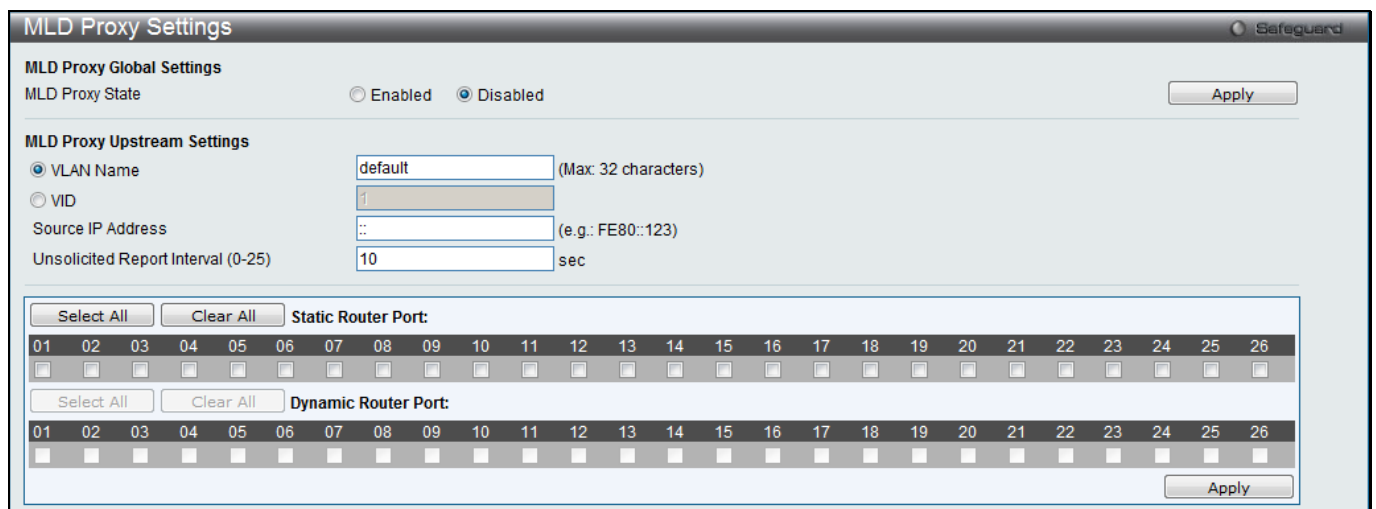 MLD Proxy Settings Safeguard
MLD Proxy Global Settings
MLD Proxy State Enabled Disabled Apply
MLD Proxy Upstream Settings
VLAN Name default (Max: 32 characters)
VID 1
Source IP Address :: (e.g.: FE80::123)
Unsolicited Report Interval (0-25) 10 sec
Select All Clear All Static Router Port:
01 02 03 04 05 06 07 08 09 10 11 12 13 14 15 16 17 18 19 20 21 22 23 24 25 26
Select All Clear All Dynamic Router Port:
01 02 03 04 05 06 07 08 09 10 11 12 13 14 15 16 17 18 19 20 21 22 23 24 25 26
Apply